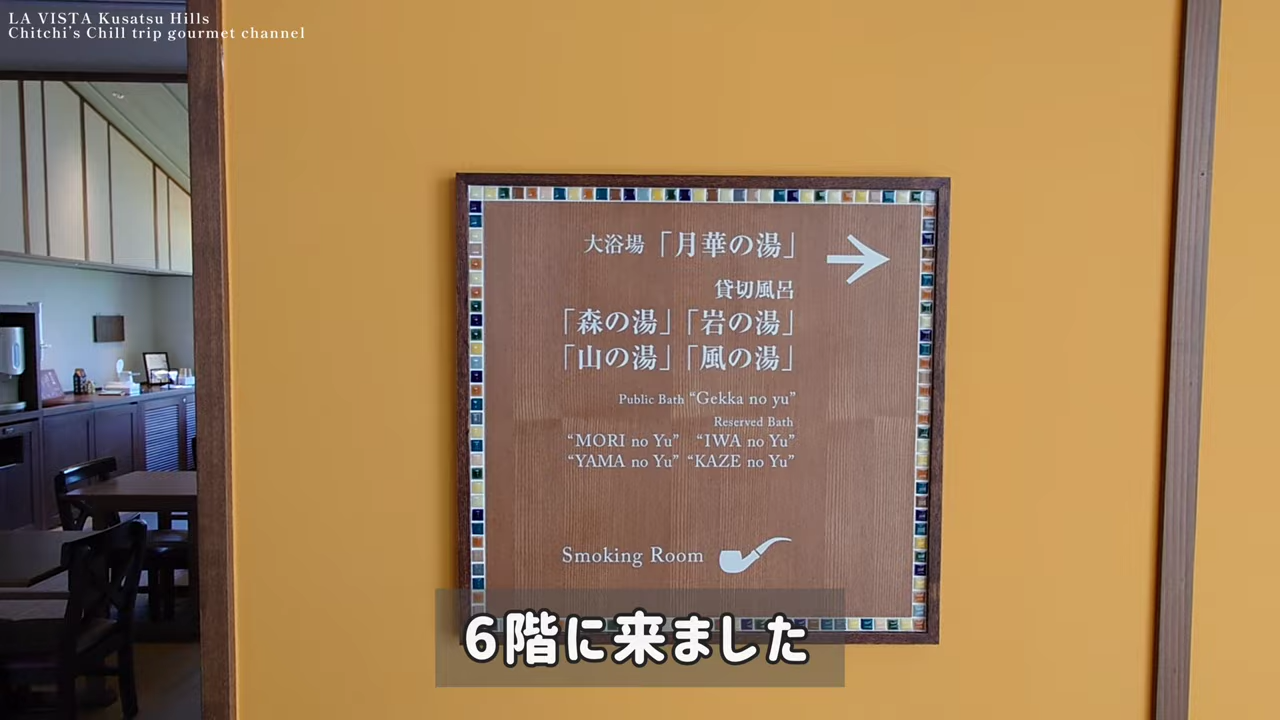 LA VISTA Kusatsu Hills
Chitchi's Chill trip gourmet channel
大浴場「月華の湯」
貸切風呂
「森の湯」「岩の湯」
「山の湯」「風の湯」
Public Bath “Gekka no yu”
Reserved Bath
“MORI no Yu” “IWA no Yu”
“YAMA no Yu” “KAZE no Yu”
Smoking Room
6階に来ました